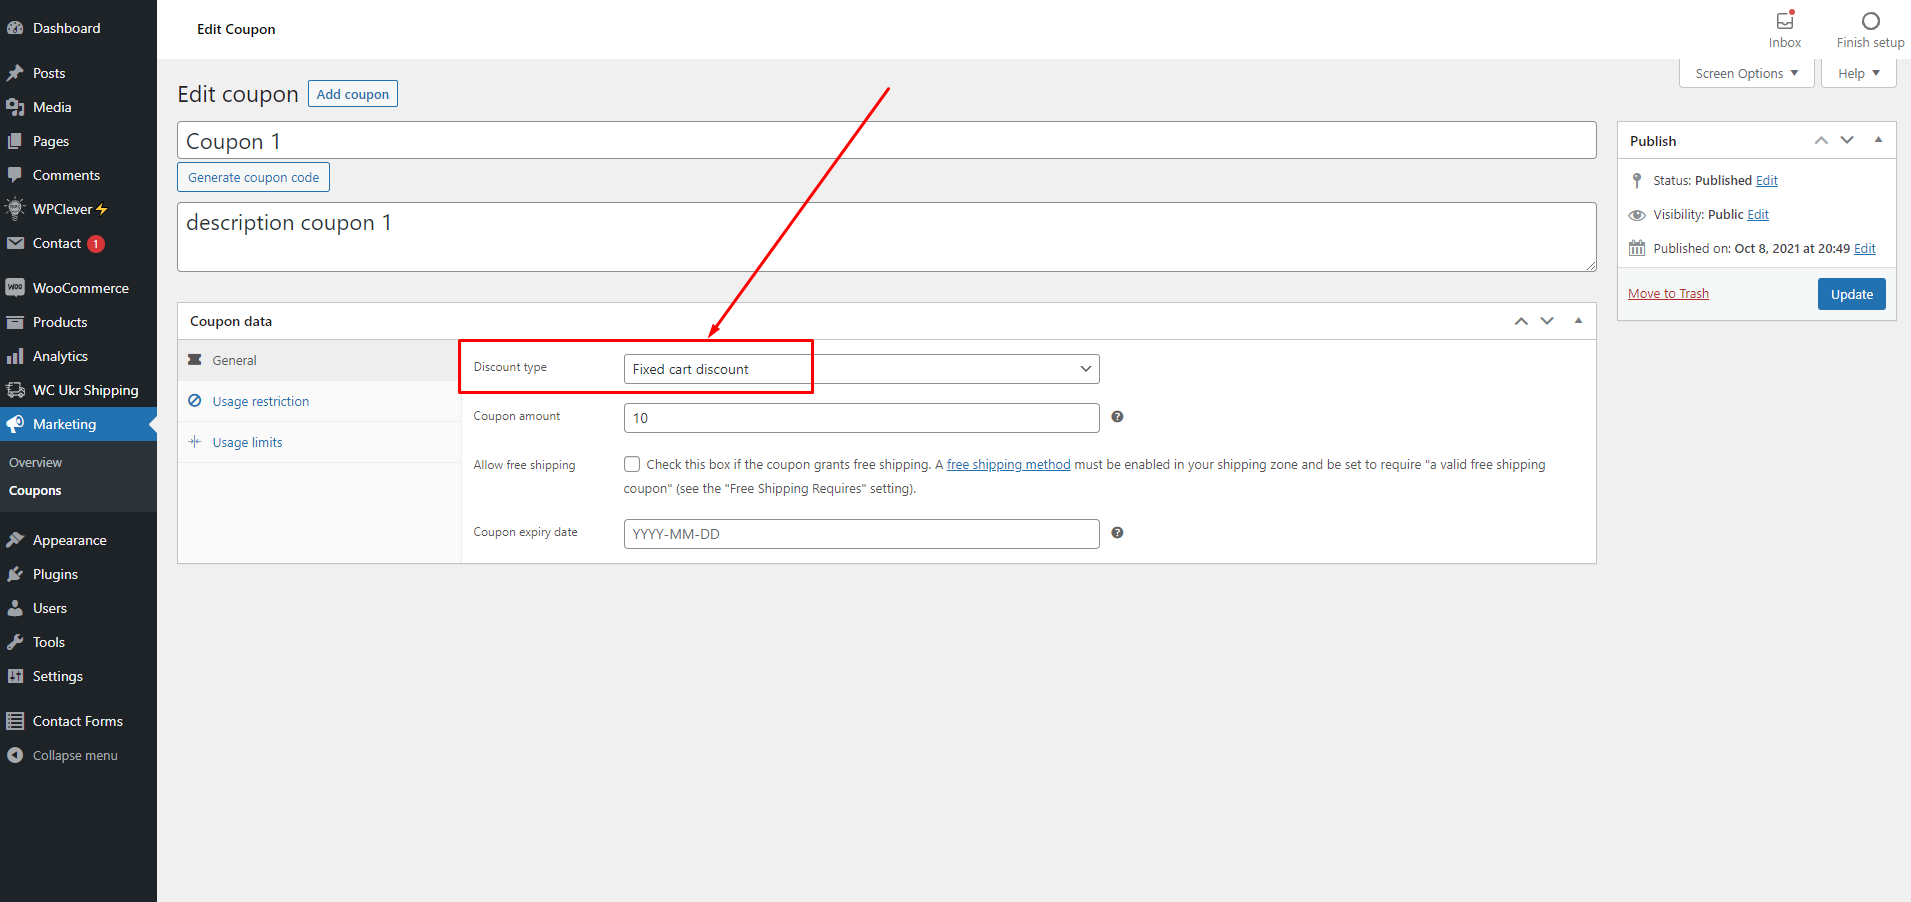 Dashboard
Posts
Media
Pages
Comments
WPClever⚡
Contact 1
WOO WooCommerce
Products
Analytics
WC Ukr Shipping
Marketing
Overview
Coupons
Appearance
Plugins
Users
Tools
Settings
Contact Forms
Collapse menu
Edit Coupon
Inbox
Finish setup
Screen Options
Help
Edit coupon Add coupon
Coupon 1
Generate coupon code
description coupon 1
Coupon data
General
Usage restriction
Usage limits
Discount type Fixed cart discount
Coupon amount 10
Allow free shipping Check this box if the coupon grants free shipping. A free shipping method must be enabled in your shipping zone and be set to require "a valid free shipping
coupon" (see the "Free Shipping Requires" setting).
Coupon expiry date YYYY-MM-DD
Publish
Status: Published Edit
Visibility: Public Edit
Published on: Oct 8, 2021 at 20:49 Edit
Move to Trash Update